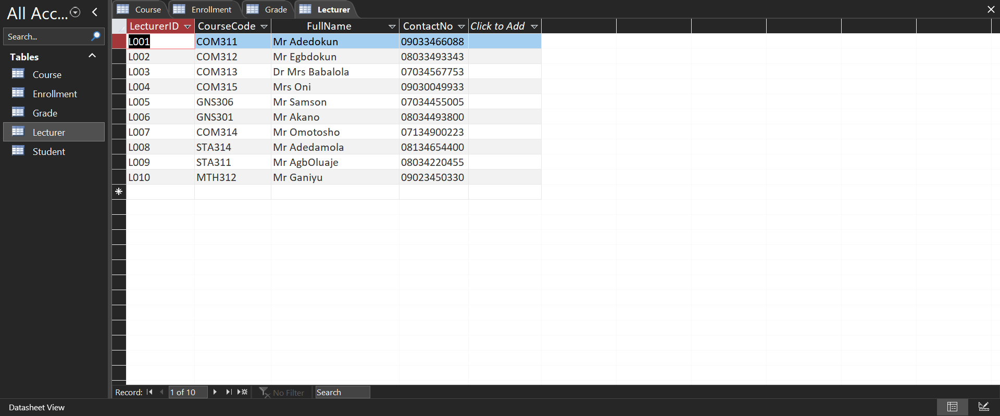 All Acc...
Search...
Tables
Course
Enrollment
Grade
Lecturer
Student
Course Enrollment Grade Lecturer
LecturerID CourseCode FullName ContactNo Click to Add
L001 COM311 Mr Adedokun 09033466088
L002 COM312 Mr Egbdokun 08033493343
L003 COM313 Dr Mrs Babalola 07034567753
L004 COM315 Mrs Oni 09030049933
L005 GNS306 Mr Samson 07034455005
L006 GNS301 Mr Akano 08034493800
L007 COM314 Mr Omotosho 07134900223
L008 STA314 Mr Adedamola 08134654400
L009 STA311 Mr AgbOluaje 08034220455
L010 MTH312 Mr Ganiyu 09023450330
Record: 1 of 10 No Filter Search
Datasheet View